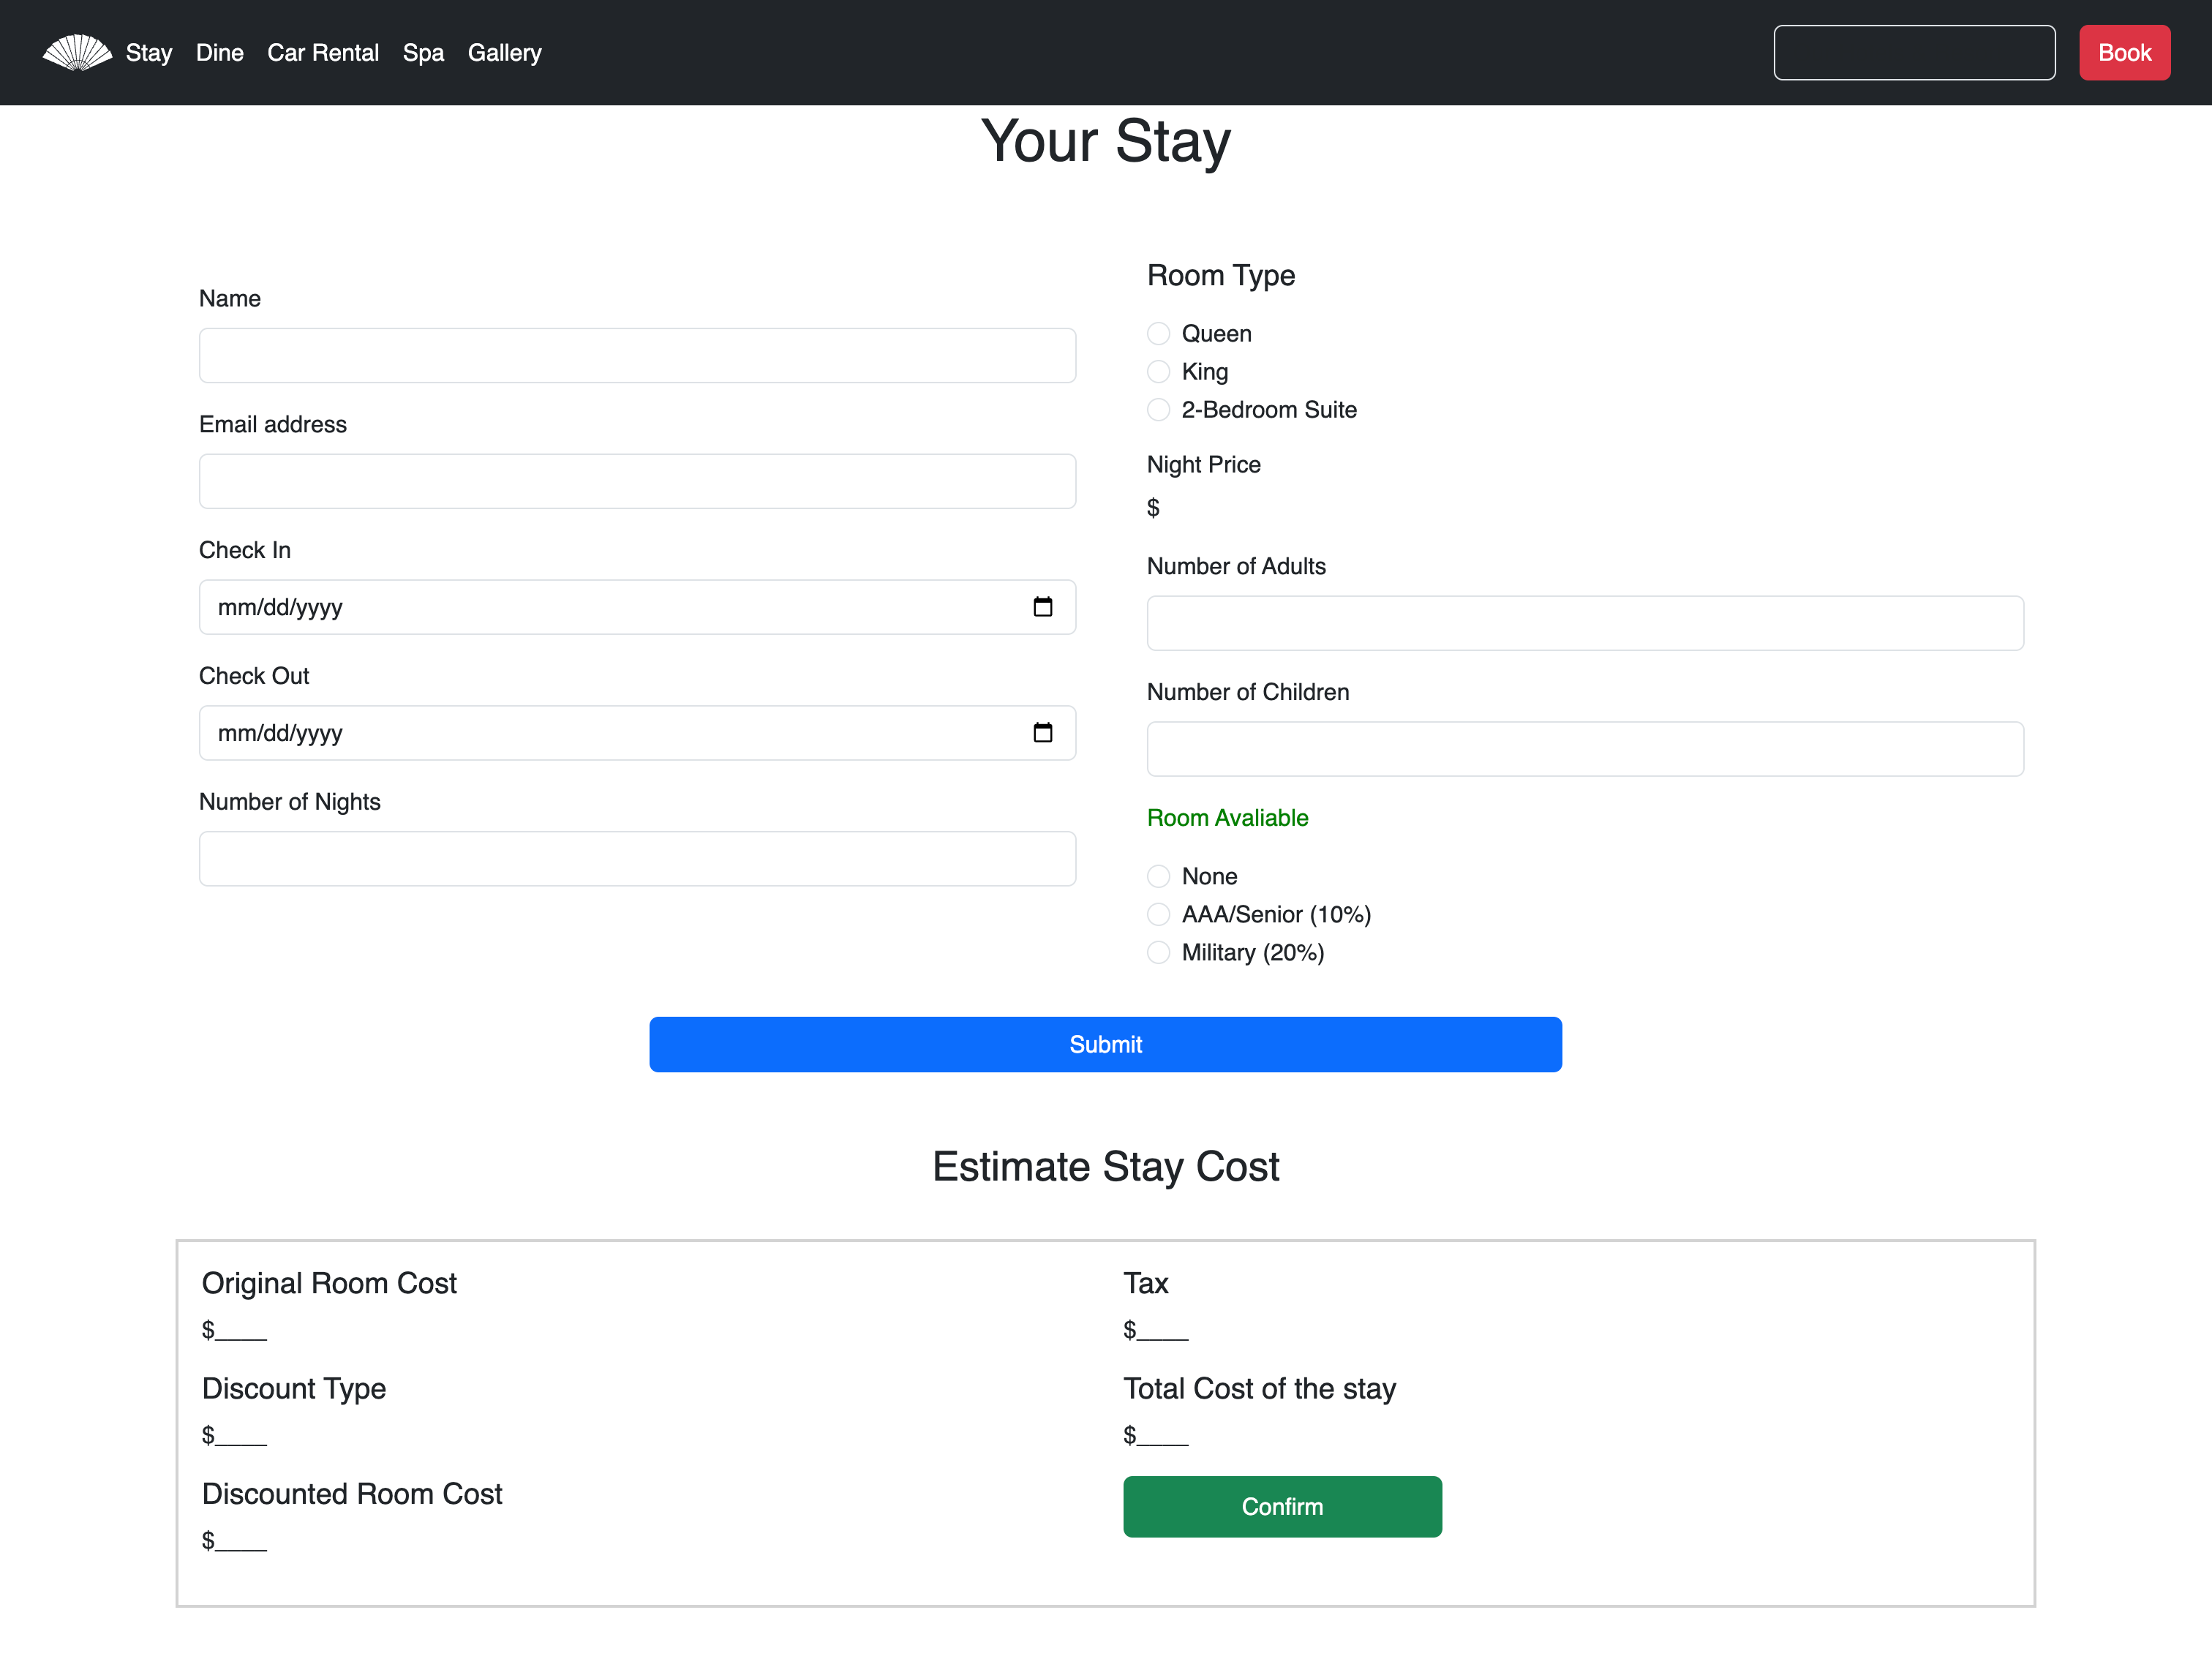 Stay Dine Car Rental Spa Gallery Book
Your Stay
Name
Email address
Check In
mm/dd/yyyy
Check Out
mm/dd/yyyy
Number of Nights
Room Type
Queen
King
2-Bedroom Suite
Night Price
$
Number of Adults
Number of Children
Room Avaliable
None
AAA/Senior (10%)
Military (20%)
Submit
Estimate Stay Cost
Original Room Cost
$____
Discount Type
$____
Discounted Room Cost
$____
Tax
$____
Total Cost of the stay
$____
Confirm